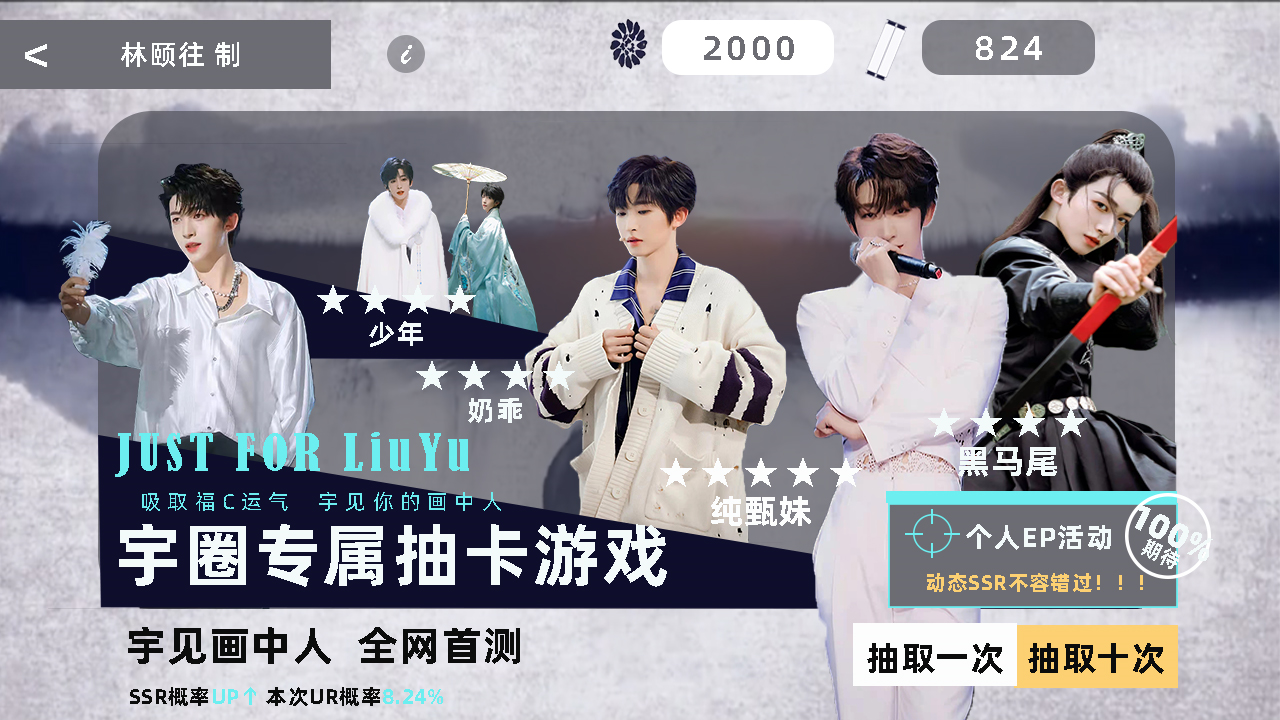 <
林颐往 制
i
2000
824
★★★★
少年
★★★★
奶乖
★★★★★
纯甄妹
★★★★
黑马尾
JUST FOR LiuYu
吸取福C运气 宇见你的画中人
宇圈专属抽卡游戏
个人EP活动
100%
期待
动态SSR不容错过！！！
宇见画中人 全网首测
SSR概率UP↑ 本次UR概率8.24%
抽取一次
抽取十次